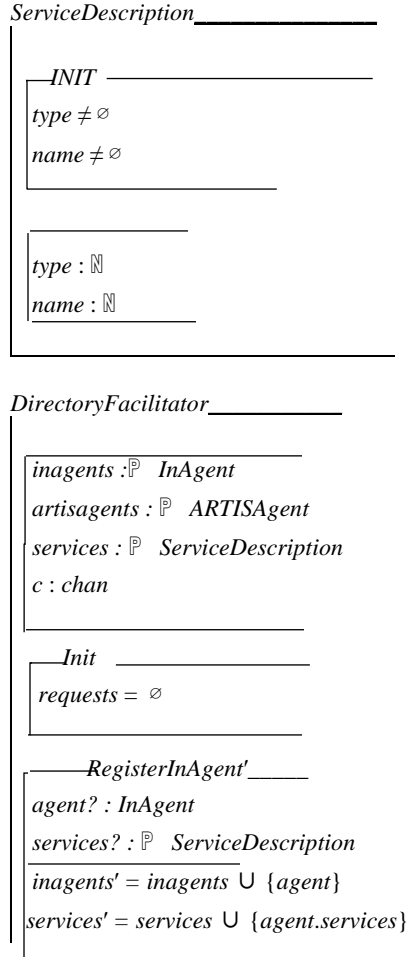 ServiceDescription
INIT
type ≠ ∅
name ≠ ∅
type : ℕ
name : ℕ
DirectoryFacilitator
inagents :ℙ InAgent
artisagents : ℙ ARTISAgent
services : ℙ ServiceDescription
c : chan
Init
requests = ∅
RegisterInAgent'
agent? : InAgent
services? : ℙ ServiceDescription
inagents' = inagents ∪ {agent}
services' = services ∪ {agent.services}